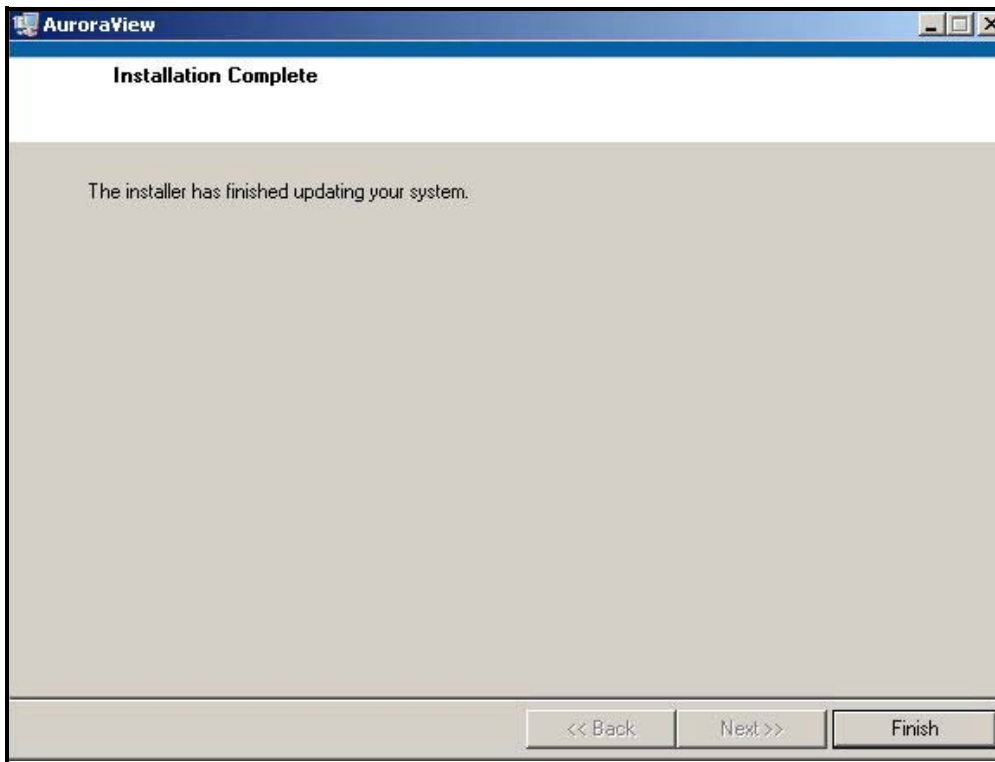 AuroraView
Installation Complete
The installer has finished updating your system.
<< Back
Next >>
Finish